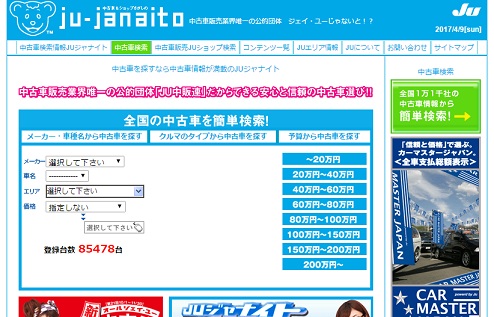 中古車&ショップさがしの
ju-janaito
TM
中古車販売業界唯一の公的団体 ジェイ・ユーじゃないと!?
Ju
2017/4/9[sun]
中古車検索情報JUジャナイト
中古車検索
中古車販売JUショップ検索
コンテンツ一覧
JUエリア情報
JUについて
お問い合わせ
サイトマップ
中古車を探すなら中古車情報が満載のJUジャナイト
中古車販売業界唯一の公的団体「JU中販連」だからできる安心と信頼の中古車選び!!
全国の中古車を簡単検索!
メーカー・車種名から中古車を探す
クルマのタイプから中古車を探す
予算から中古車を探す
メーカー 選択して下さい
車名 ------------
エリア 選択して下さい
価格 指定しない
選択して下さい
登録台数 85478台
～20万円
20万円～40万円
40万円～60万円
60万円～80万円
80万円～100万円
100万円～150万円
150万円～200万円
200万円～
中古車検索
全国1万1千社の
中古車情報から
簡単検索!
「信頼と価格」で選ぶ。
カーマスタージャパン。
<全車支払総額表示>
CAR MASTER JAPAN
MASTER JAPAN
CAR
MASTER
オールジェイ・ユー
JUジャナイト